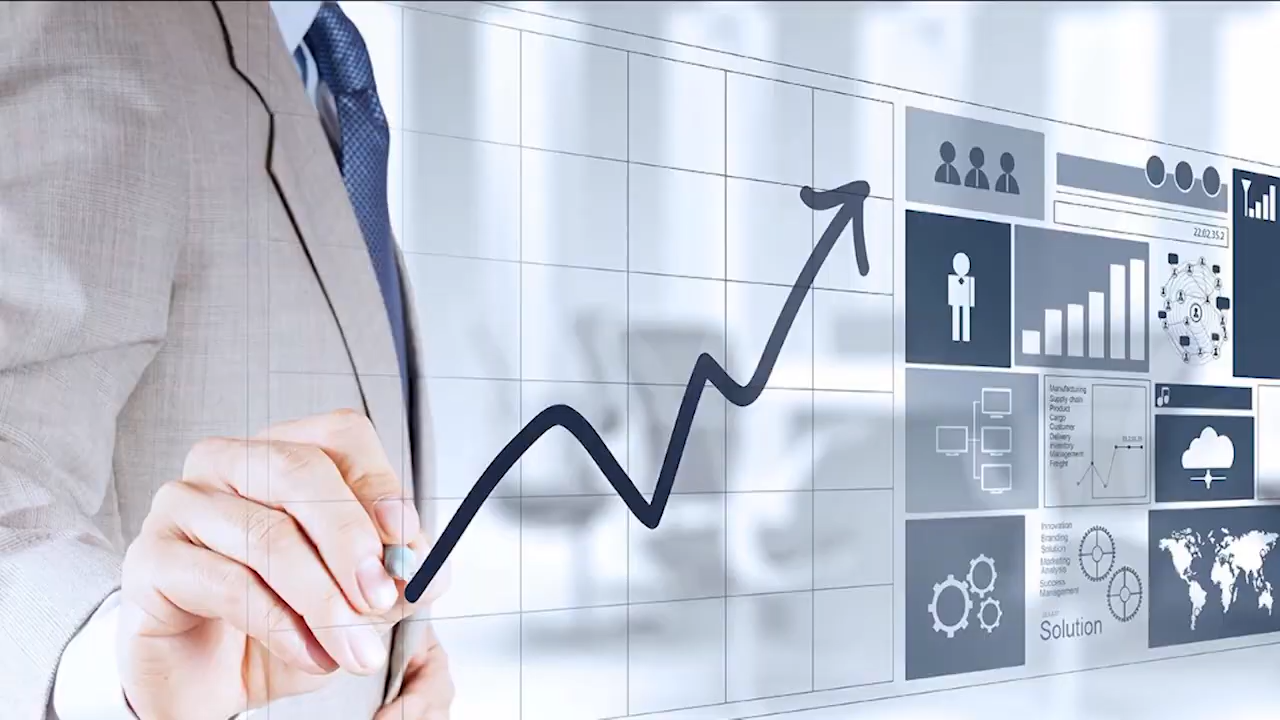 22.02.35.2
Manufacturing
Supply chain
Product
Cargo
Customer
Delivery
Inventory
Management
Freight
Innovation
Branding
Solution
Marketing
Analysis
Success
Management
Solution